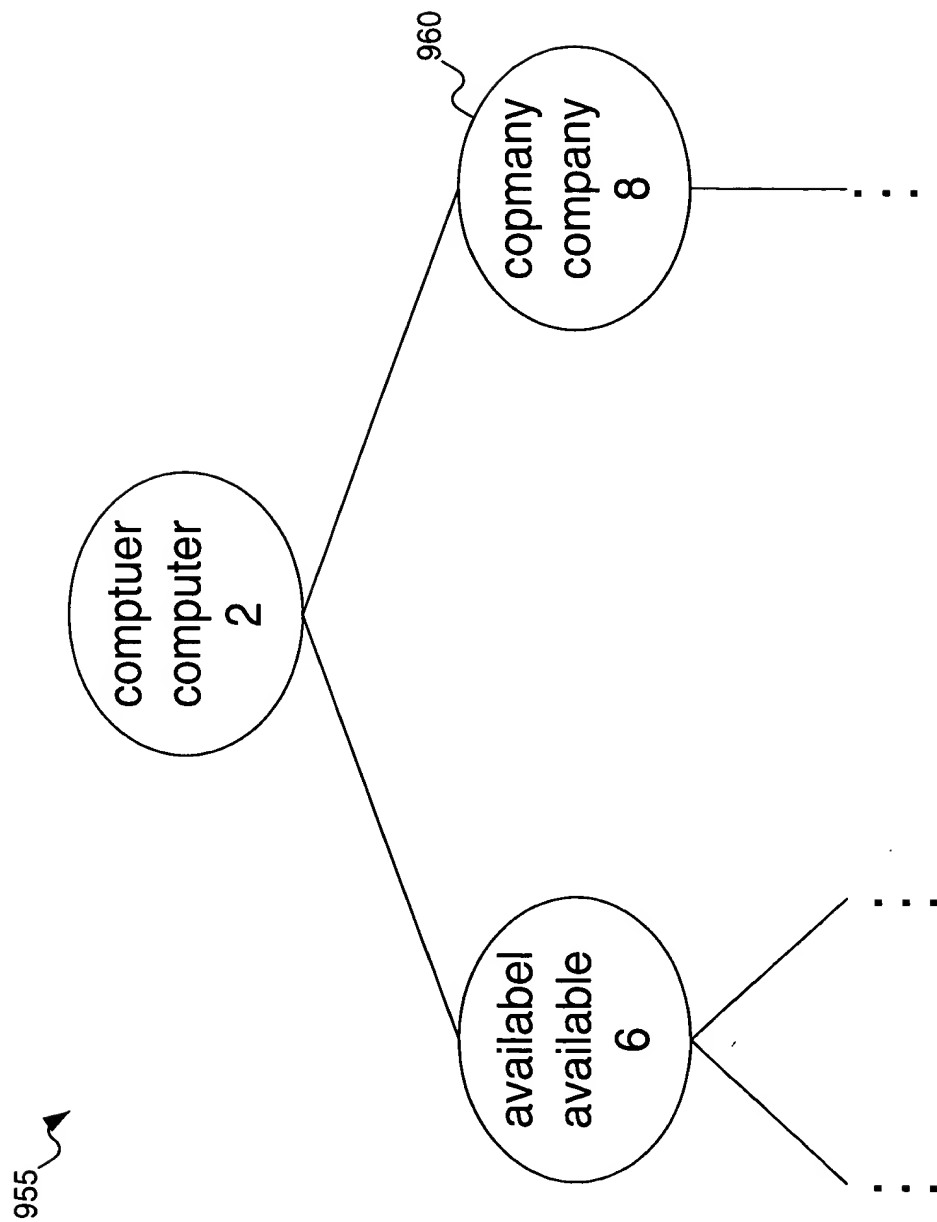 955
comptuer
computer
2
availabel
available
6
960
copmany
company
8
...
...
...